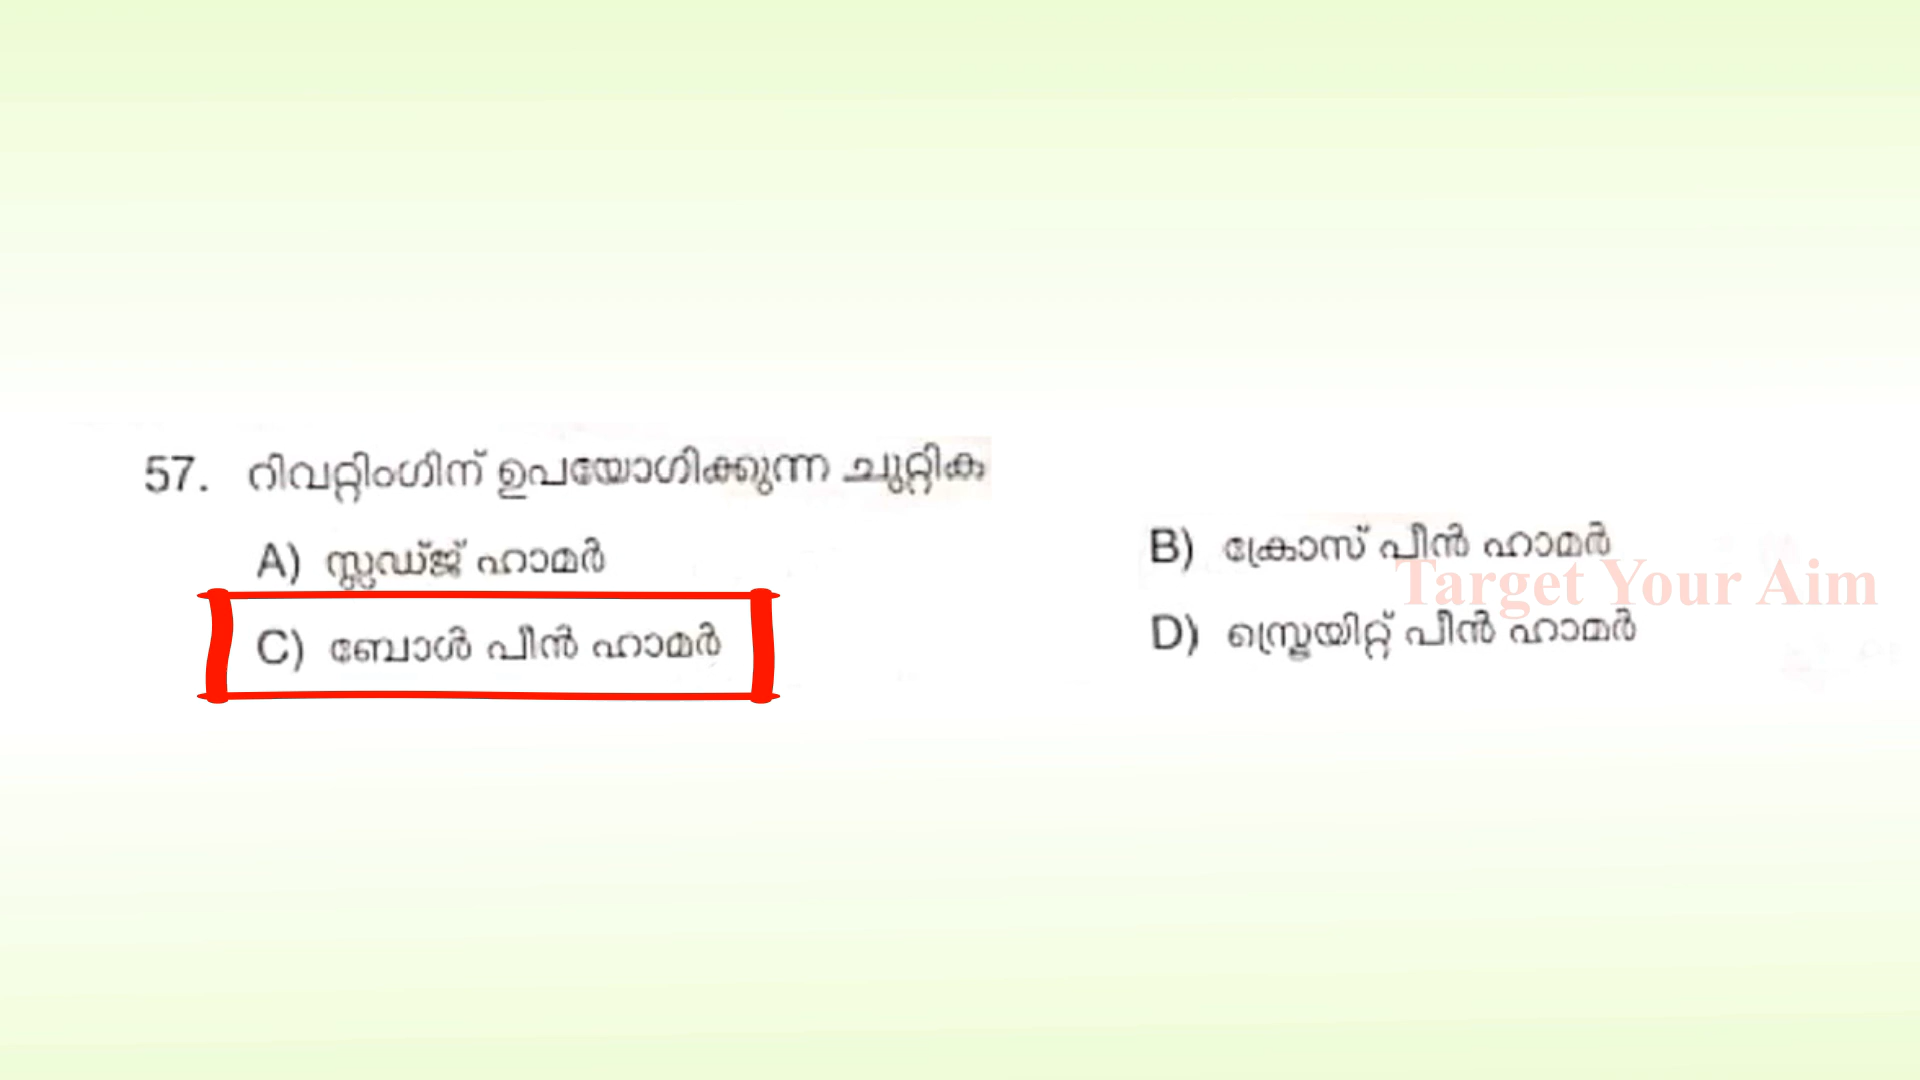 57. റിവറ്റിംഗിന് ഉപയോഗിക്കുന്ന ചുറ്റിക
A) സ്ലഡ്ജ് ഹാമർ
B) ക്രോസ് പീൻ ഹാമർ
Target Your Aim
C) ബോൾ പീൻ ഹാമർ
D) സ്ട്രെയിറ്റ് പീൻ ഹാമർ